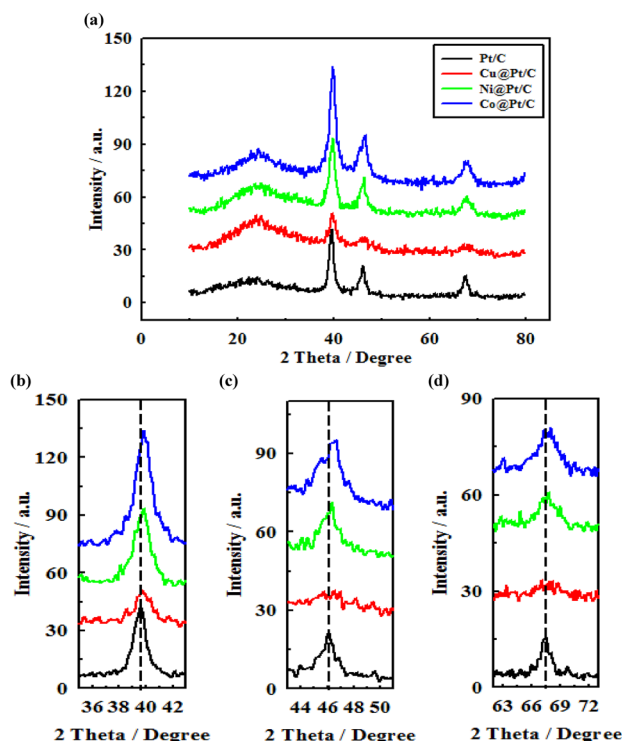 (a)
150
120
90
60
30
0
Intensity / a.u.
Pt/C
Cu@Pt/C
Ni@Pt/C
Co@Pt/C
0 20 40 60 80
2 Theta / Degree
(b) (c) (d)
150
120
90
60
30
0
Intensity / a.u.
36 38 40 42
2 Theta / Degree
90
60
30
0
Intensity / a.u.
44 46 48 50
2 Theta / Degree
90
60
30
0
Intensity / a.u.
63 66 69 72
2 Theta / Degree